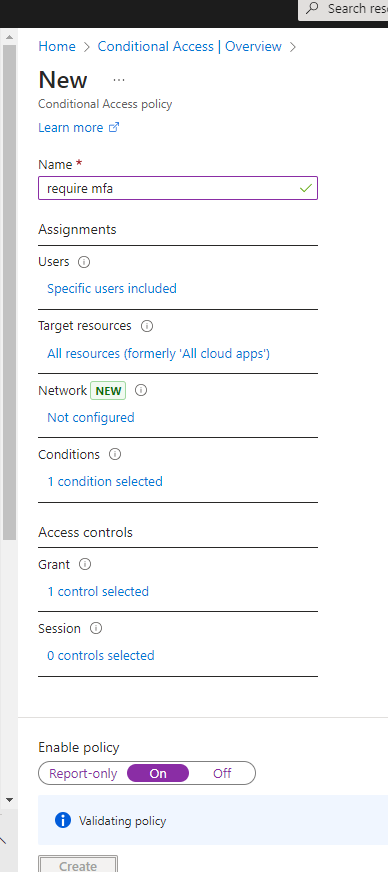 Search res
Home > Conditional Access | Overview >
New ...
Conditional Access policy
Learn more
Name *
require mfa
Assignments
Users
Specific users included
Target resources
All resources (formerly 'All cloud apps')
Network NEW
Not configured
Conditions
1 condition selected
Access controls
Grant
1 control selected
Session
0 controls selected
Enable policy
Report-only On Off
Validating policy
Create